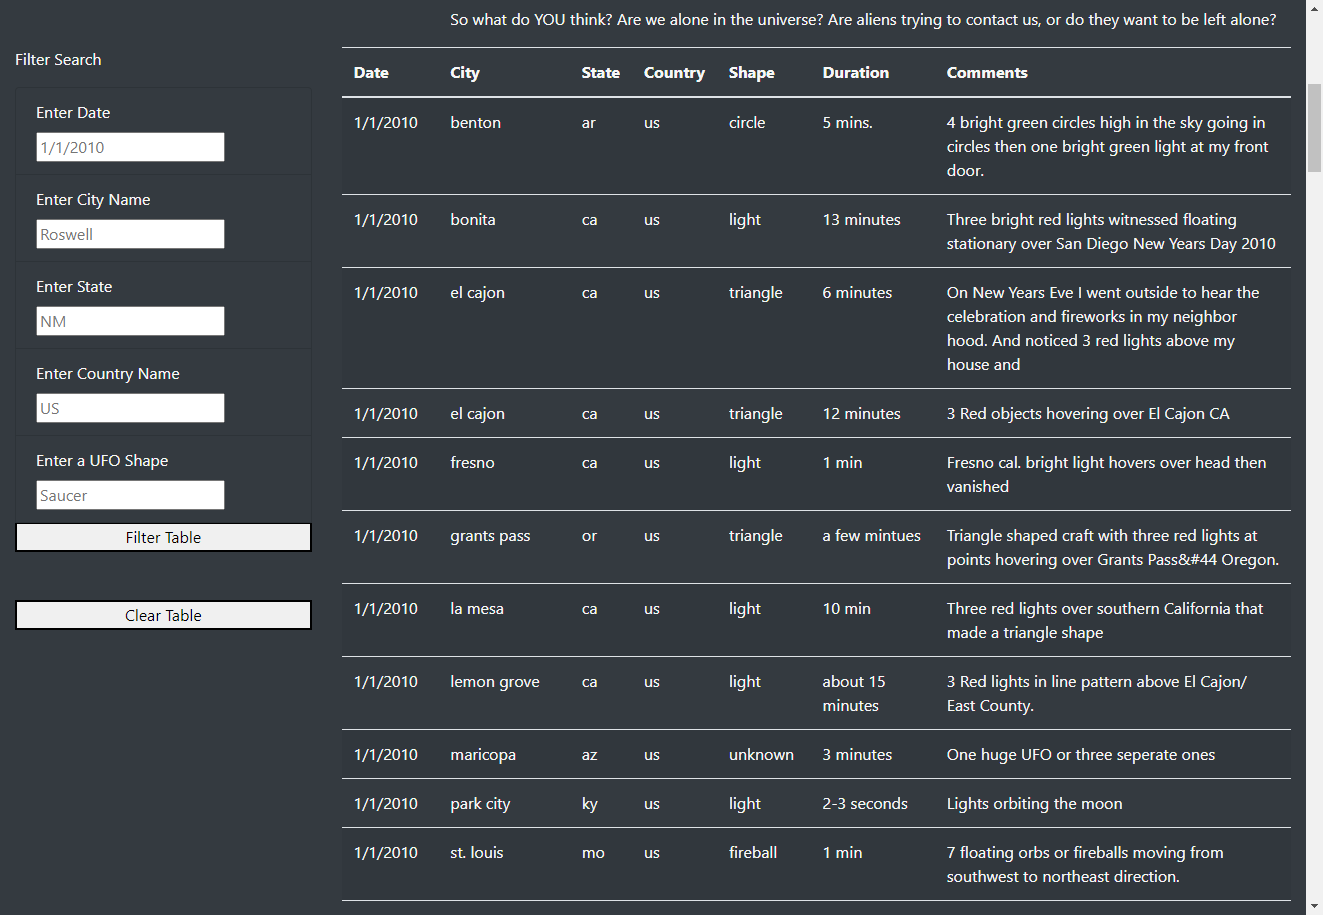 So what do YOU think? Are we alone in the universe? Are aliens trying to contact us, or do they want to be left alone?
Filter Search
Enter Date
1/1/2010
Enter City Name
Roswell
Enter State
NM
Enter Country Name
US
Enter a UFO Shape
Saucer
Filter Table
Clear Table
Date City State Country Shape Duration Comments
1/1/2010 benton ar us circle 5 mins. 4 bright green circles high in the sky going in
circles then one bright green light at my front
door.
1/1/2010 bonita ca us light 13 minutes Three bright red lights witnessed floating
stationary over San Diego New Years Day 2010
1/1/2010 el cajon ca us triangle 6 minutes On New Years Eve I went outside to hear the
celebration and fireworks in my neighbor
hood. And noticed 3 red lights above my
house and
1/1/2010 el cajon ca us triangle 12 minutes 3 Red objects hovering over El Cajon CA
1/1/2010 fresno ca us light 1 min Fresno cal. bright light hovers over head then
vanished
1/1/2010 grants pass or us triangle a few mintues Triangle shaped craft with three red lights at
points hovering over Grants Pass&#44 Oregon.
1/1/2010 la mesa ca us light 10 min Three red lights over southern California that
made a triangle shape
1/1/2010 lemon grove ca us light about 15 3 Red lights in line pattern above El Cajon/
minutes East County.
1/1/2010 maricopa az us unknown 3 minutes One huge UFO or three seperate ones
1/1/2010 park city ky us light 2-3 seconds Lights orbiting the moon
1/1/2010 st. louis mo us fireball 1 min 7 floating orbs or fireballs moving from
southwest to northeast direction.